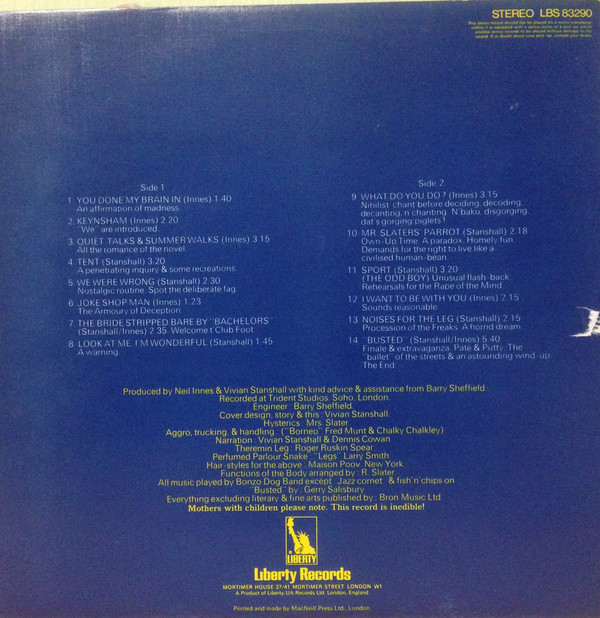 STEREO LBS 83290
This stereo record should not be played on a mono reproducer
Side 1
1 YOU DONE MY BRAIN IN (Innes) 1.40
An affirmation of madness.
2 KEYNSHAM (Innes) 2.20
"We" are introduced.
3 QUIET TALKS & SUMMER WALKS (Innes) 3.15
All the romance of the novel.
4 TENT (Stanshall) 3.20
A penetrating inquiry & some recreations.
5 WE WERE WRONG (Stanshall) 2.30
Nostalgic routine. Spot the deliberate fag.
6 JOKE SHOP MAN (Innes) 1.23
The Armoury of Deception.
7 THE BRIDE STRIPPED BARE BY "BACHELORS"
(Stanshall/Innes) 2.35 Welcome t'Club Foot.
8 LOOK AT ME, I'M WONDERFUL (Stanshall) 1.45
A warning.
Side 2
9 WHAT DO YOU DO? (Innes) 3.15
Nihilist chant before deciding, decoding,
decanting, n'chanting. N'baku, disgorging,
dat's gorging piglets!
10 MR SLATERS' PARROT (Stanshall) 2.18
Own-Up Time. A paradox. Homely fun.
Demands for the right to live like a
civilised human-bean.
11 SPORT (Stanshall) 3.20
(THE ODD BOY) Unusual flash-back
Rehearsals for the Rape of the Mind
12 I WANT TO BE WITH YOU (Innes) 2.15
Sounds reasonable.
13 NOISES FOR THE LEG (Stanshall) 2.15
Procession of the Freaks. A horrid dream.
14 "BUSTED" (Stanshall/Innes) 5.40
Finale & extravaganza. Paté & Putty. The
"ballet" of the streets & an astounding wind-up.
The End.
Produced by Neil Innes & Vivian Stanshall with kind advice & assistance from Barry Sheffield.
Recorded at Trident Studios, Soho, London.
Engineer: Barry Sheffield.
Cover design, story & this: Vivian Stanshall.
Hysterics: Mrs. Slater.
Aggro, trucking, & handling: ("Borneo" Fred Munt & Chalky Chalkley).
Narration: Vivian Stanshall & Dennis Cowan
Theremin Leg: Roger Ruskin Spear
Perfumed Parlour Snake: "Legs" Larry Smith.
Hair-styles for the above: Maison Poov, New York
Functions of the Body arranged by: R. Slater.
All music played by Bonzo Dog Band except: Jazz cornet & fish'n'chips on
"Busted" by: Gerry Salisbury
Everything excluding literary & fine arts published by: Bron Music Ltd.
Mothers with children please note. This record is inedible!
LIBERTY
Liberty Records
MORTIMER HOUSE 37/41 MORTIMER STREET LONDON W1
A Product of Liberty/UA Records Ltd. London, England.
Printed and made by MacNeill Press Ltd., London.